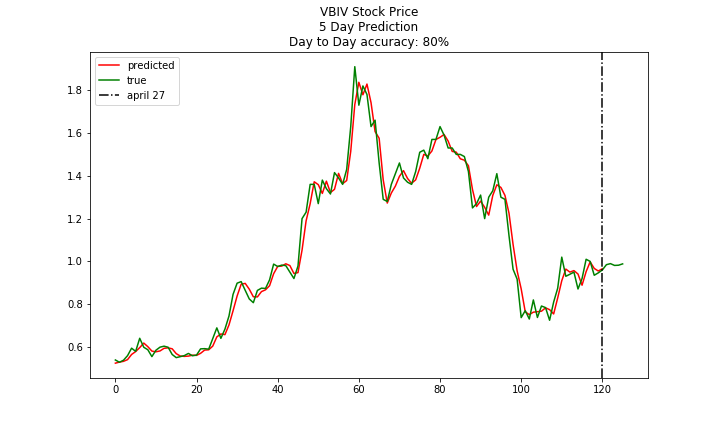 VBIV Stock Price
5 Day Prediction
Day to Day accuracy: 80%
predicted
true
april 27
1.8
1.6
1.4
1.2
1.0
0.8
0.6
0 20 40 60 80 100 120